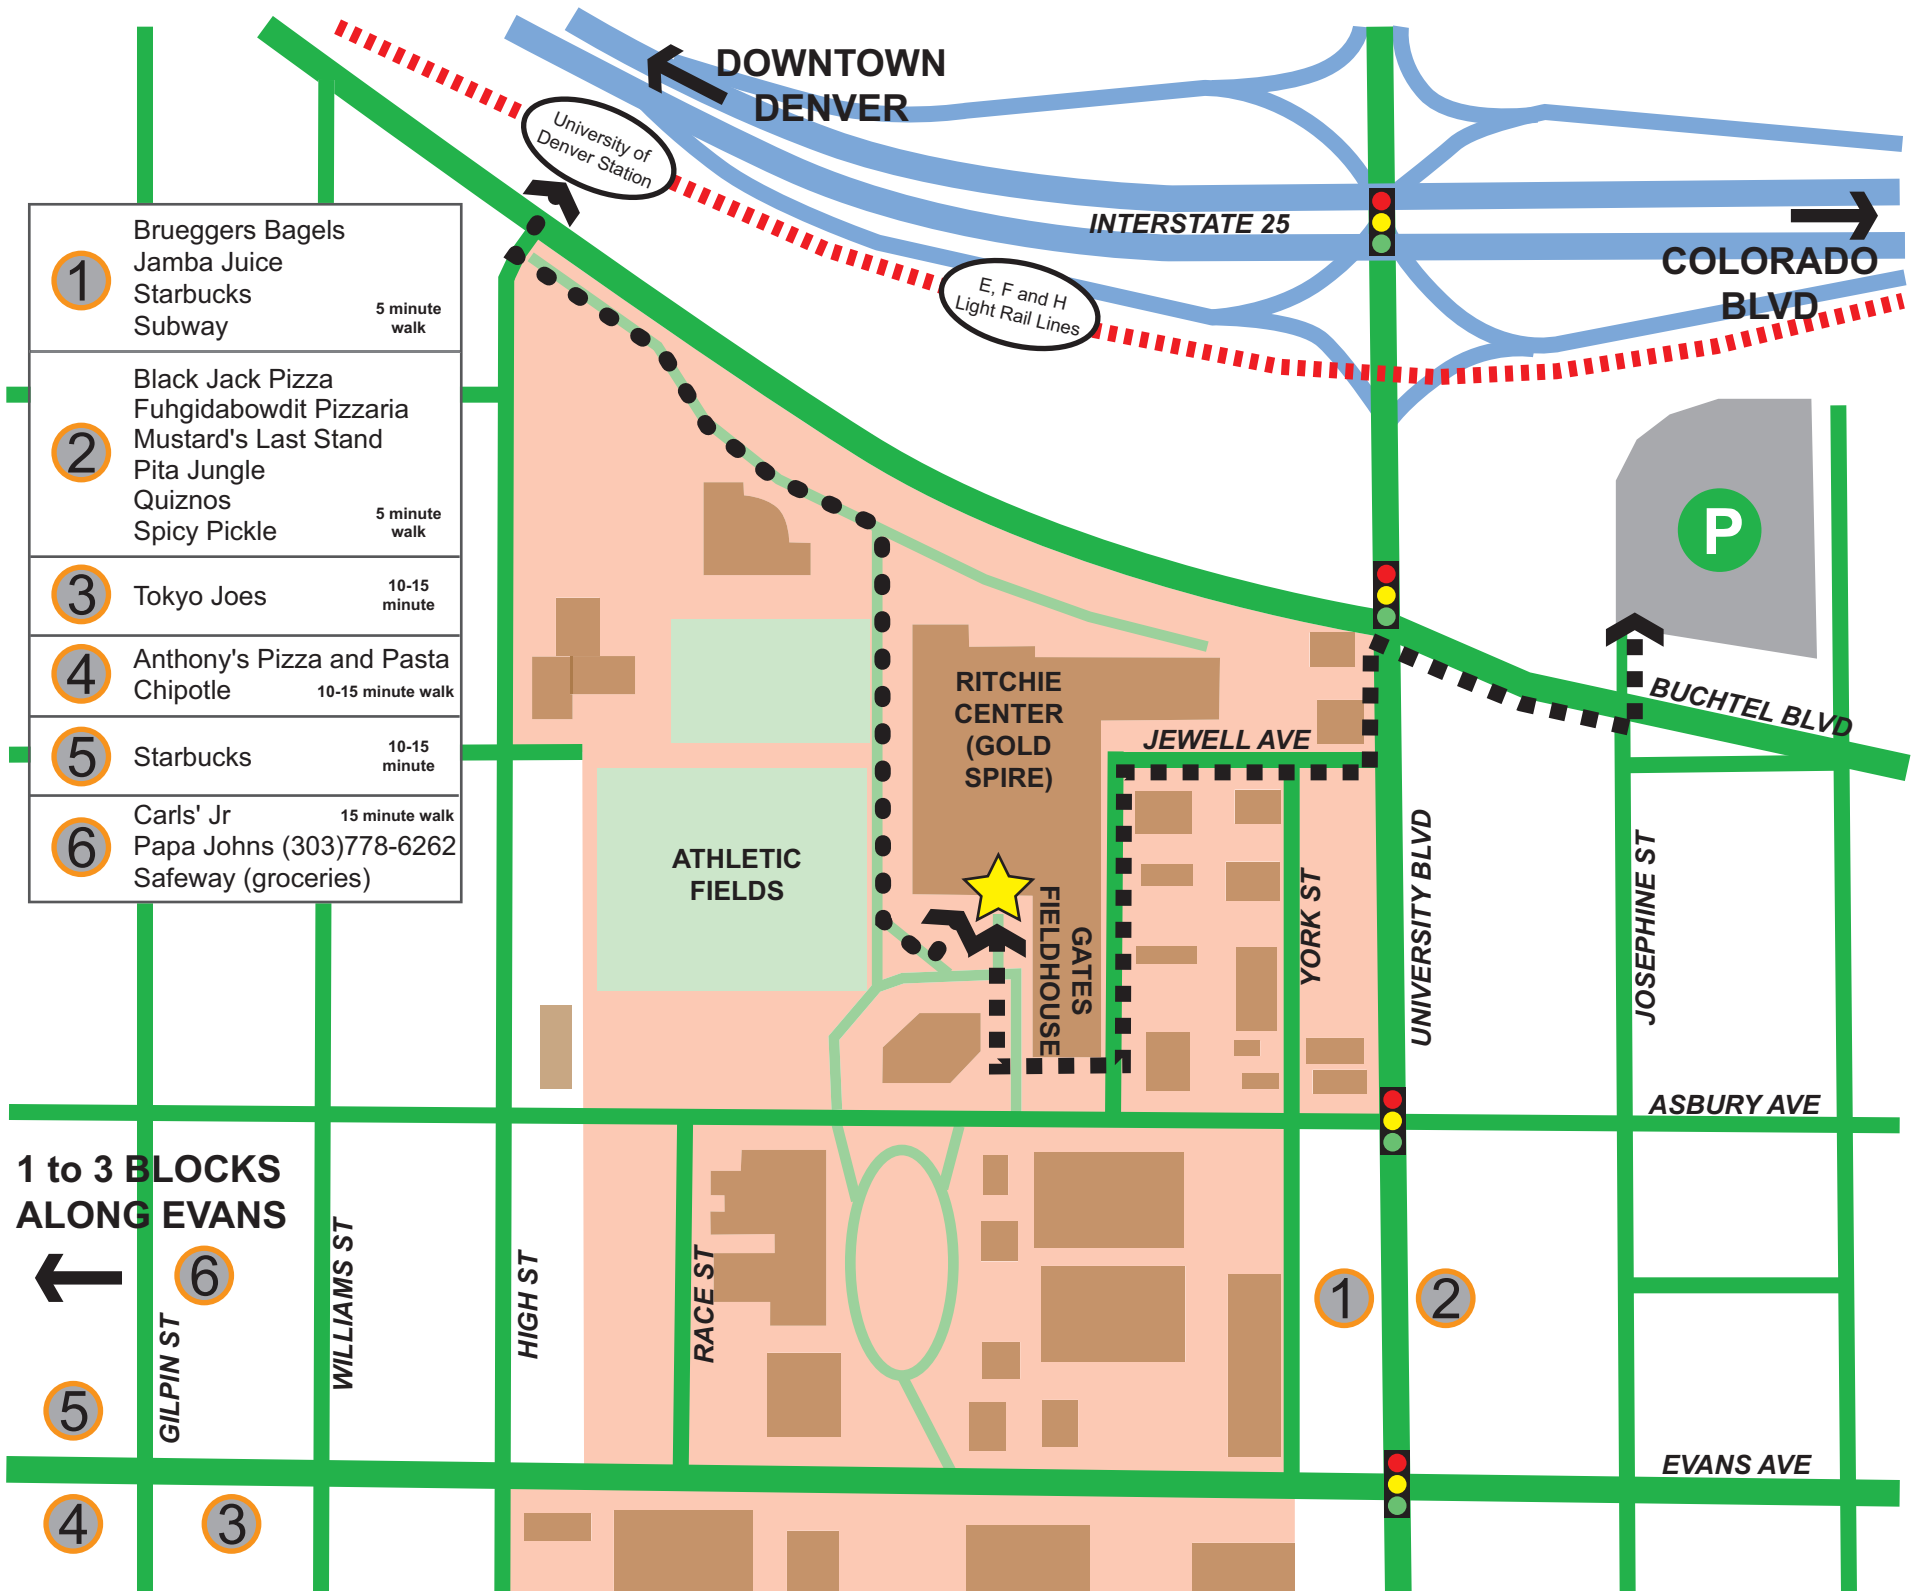 DOWNTOWN
DENVER
University of
Denver Station
INTERSTATE 25
E, F and H
Light Rail Lines
COLORADO
BLVD
1
Brueggers Bagels
Jamba Juice
Starbucks
Subway
5 minute
walk
2
Black Jack Pizza
Fuhgidabowdit Pizzaria
Mustard's Last Stand
Pita Jungle
Quiznos
Spicy Pickle
5 minute
walk
3
Tokyo Joes
10-15
minute
4
Anthony's Pizza and Pasta
Chipotle 10-15 minute walk
5
Starbucks
10-15
minute
6
Carls' Jr 15 minute walk
Papa Johns (303)778-6262
Safeway (groceries)
P
RITCHIE
CENTER
(GOLD
SPIRE)
JEWELL AVE
BUCHTEL BLVD
ATHLETIC
FIELDS
GATES
FIELDHOUSE
YORK ST
UNIVERSITY BLVD
JOSEPHINE ST
ASBURY AVE
1 to 3 BLOCKS
ALONG EVANS
6
5
4
3
GILPIN ST
WILLIAMS ST
HIGH ST
RACE ST
1
2
EVANS AVE